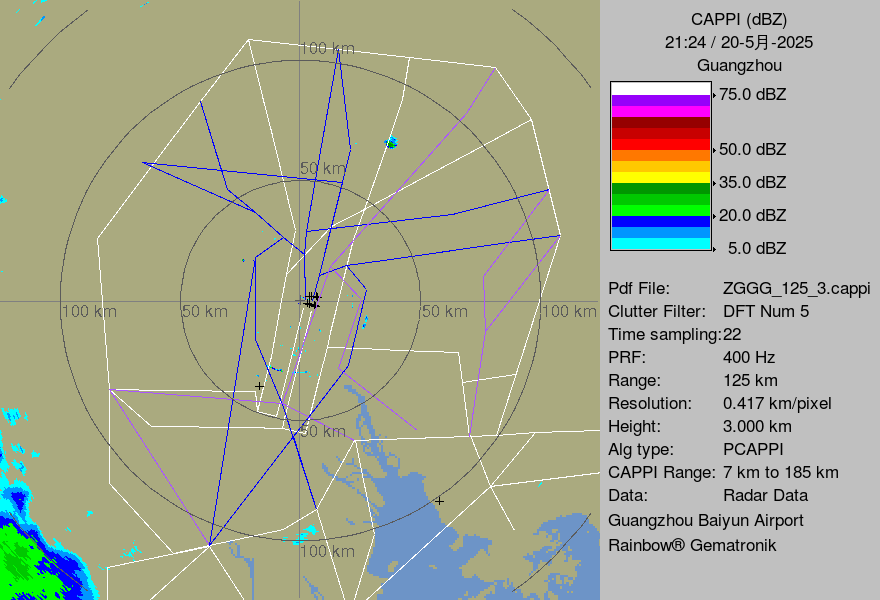 CAPPI (dBZ)
21:24 / 20-5月-2025
Guangzhou
75.0 dBZ
50.0 dBZ
35.0 dBZ
20.0 dBZ
5.0 dBZ
Pdf File: ZGGG_125_3.cappi
Clutter Filter: DFT Num 5
Time sampling:22
PRF: 400 Hz
Range: 125 km
Resolution: 0.417 km/pixel
Height: 3.000 km
Alg type: PCAPPI
CAPPI Range: 7 km to 185 km
Data: Radar Data
Guangzhou Baiyun Airport
Rainbow® Gematronik
100 km
50 km
100 km
50 km
50 km
100 km
50 km
100 km